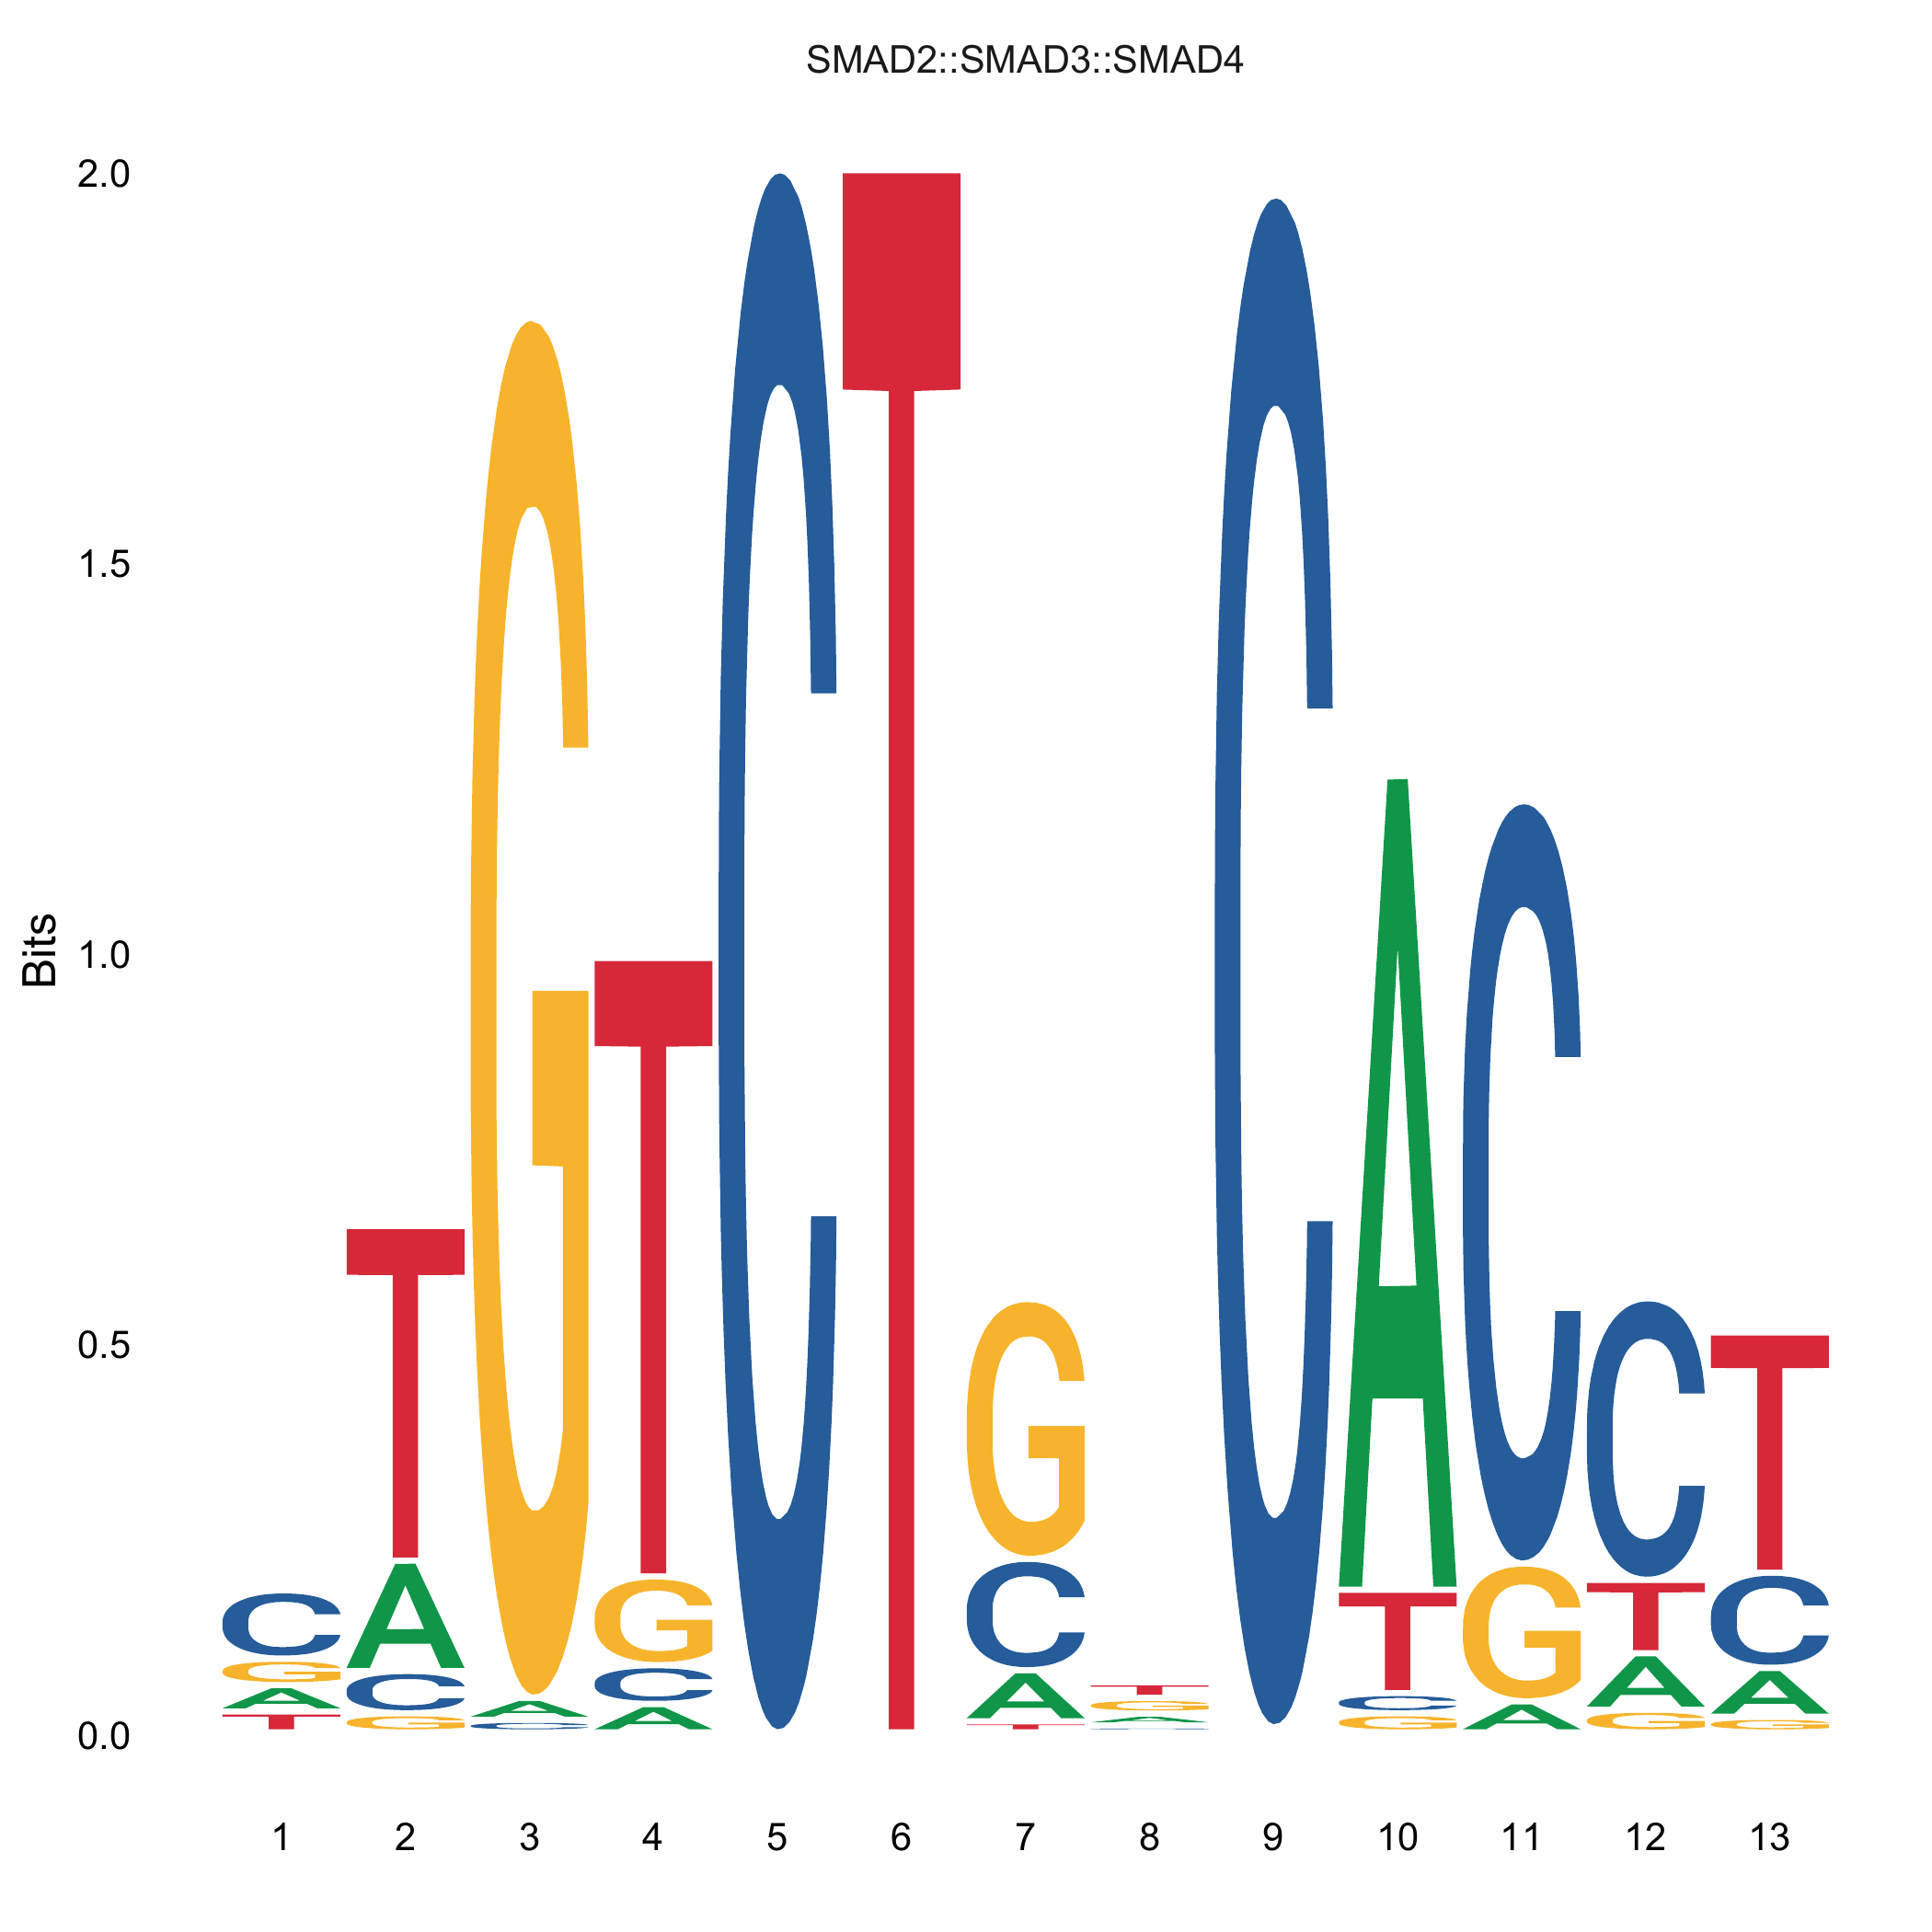 SMAD2::SMAD3::SMAD4
2.0
1.5
1.0
0.5
0.0
Bits
C G A T
T A C G
G A C
T G C A
C
T
G C A T
T G A C
C
A T C G
C G A
C T A G
T C A G
1 2 3 4 5 6 7 8 9 10 11 12 13